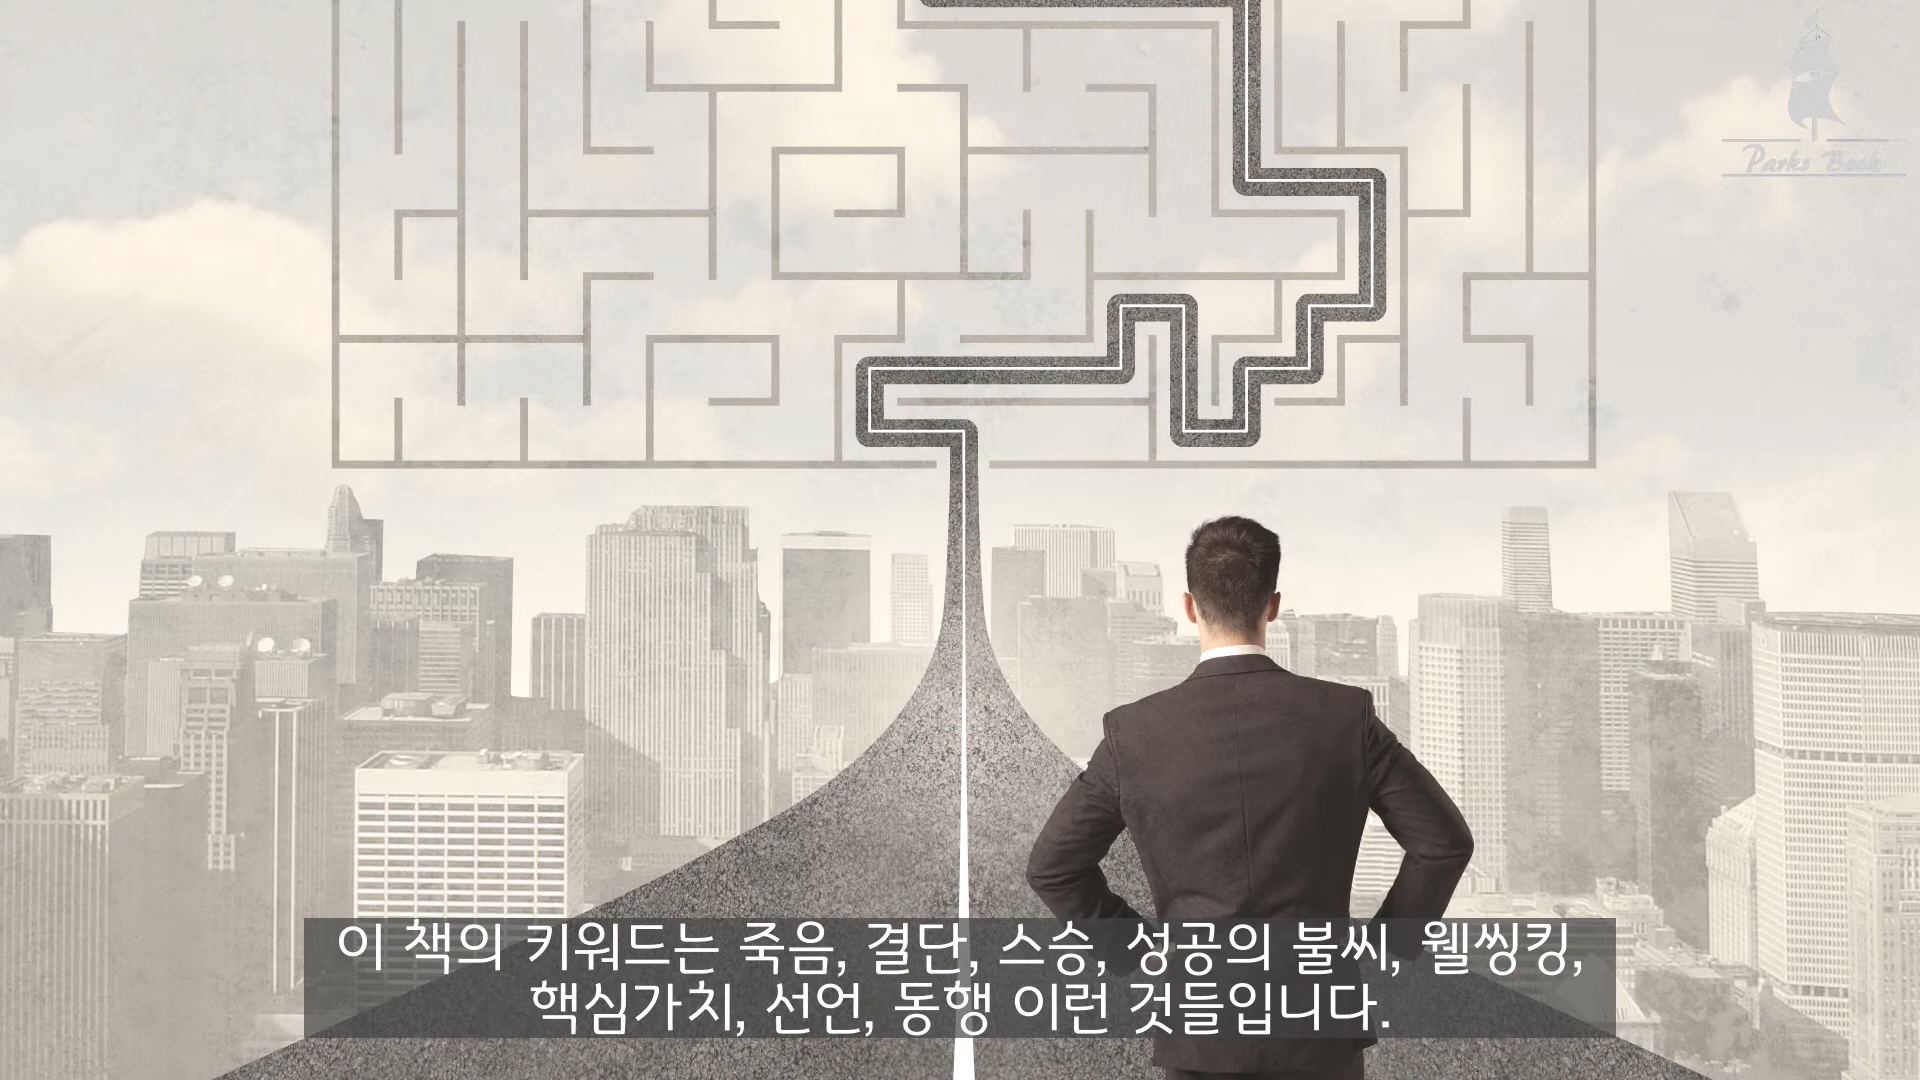 Parks Book
이 책의 키워드는 죽음, 결단, 스승, 성공의 불씨, 웰씽킹,
핵심가치, 선언, 동행 이런 것들입니다.